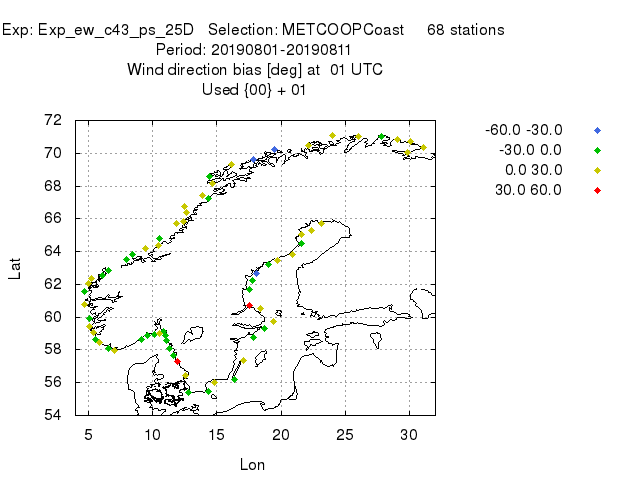 Exp: Exp_ew_c43_ps_25D Selection: METCOOPCoast 68 stations
Period: 20190801-20190811
Wind direction bias [deg] at 01 UTC
Used {00} + 01
-60.0 -30.0
-30.0 0.0
0.0 30.0
30.0 60.0
72
70
68
66
64
62
60
58
56
54
Lat
5 10 15 20 25 30
Lon